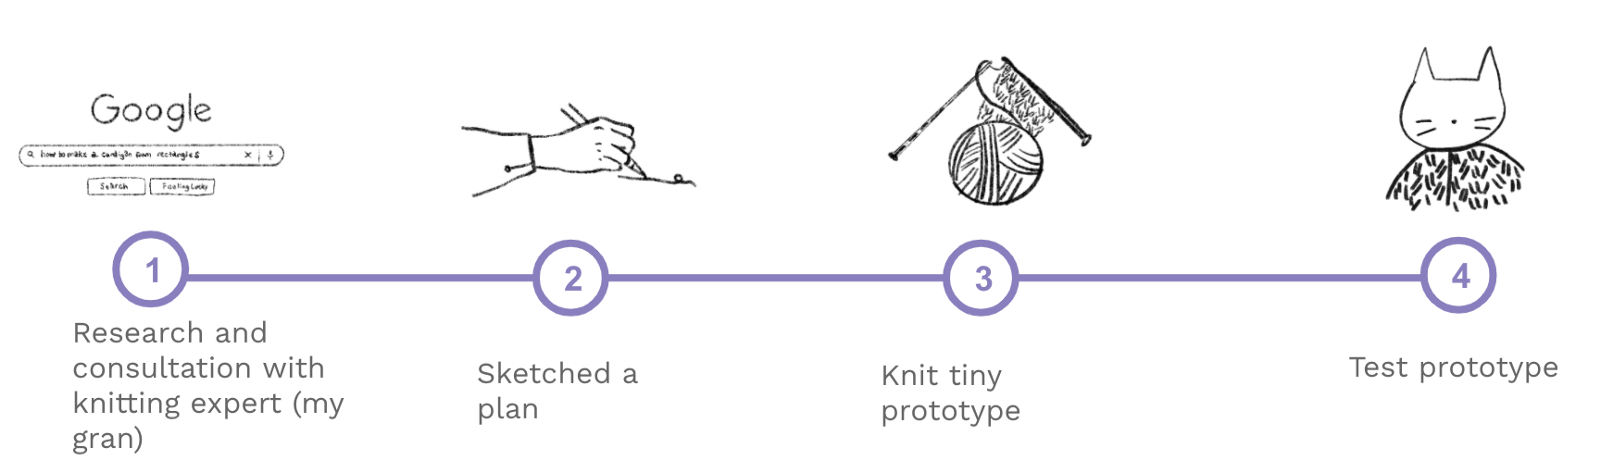 Google
how to make a cardigan from rectangles
Search
Feeling Lucky
1
2
3
4
Research and
consultation with
knitting expert (my
gran)
Sketched a
plan
Knit tiny
prototype
Test prototype